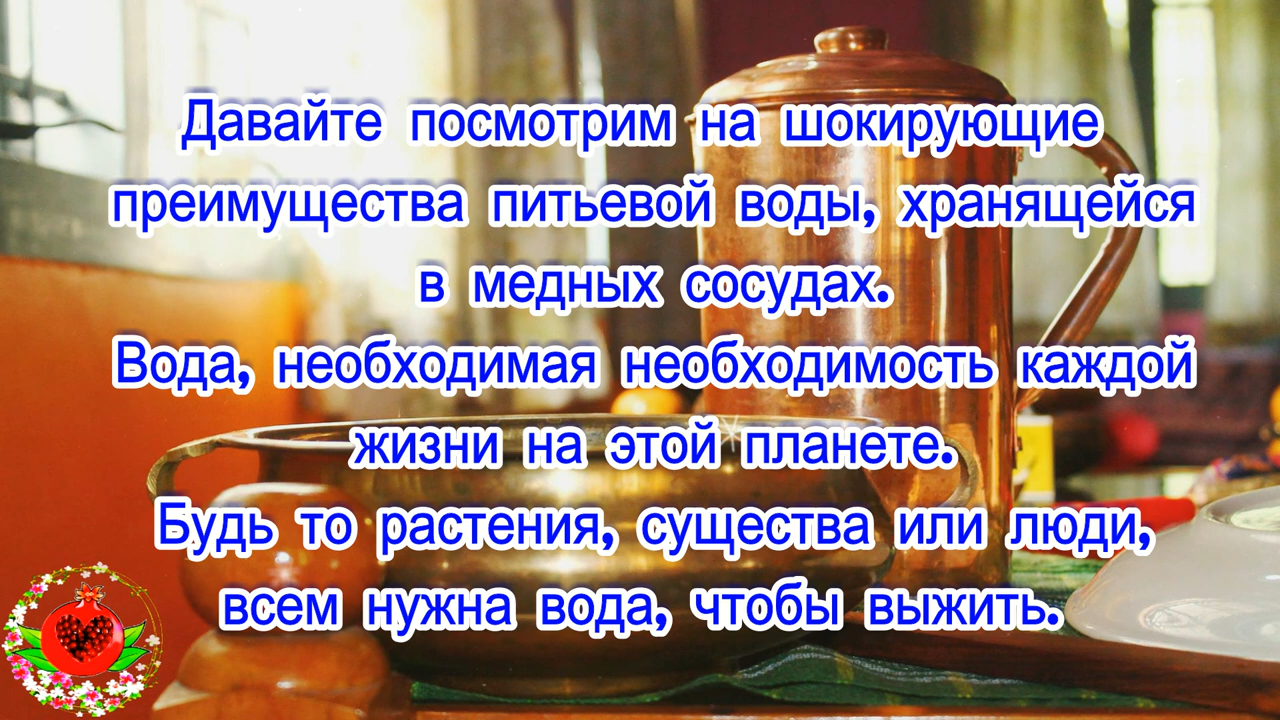 Давайте посмотрим на шокирующие
преимущества питьевой воды, хранящейся
в медных сосудах.
Вода, необходимая необходимость каждой
жизни на этой планете.
Будь то растения, существа или люди,
всем нужна вода, чтобы выжить.